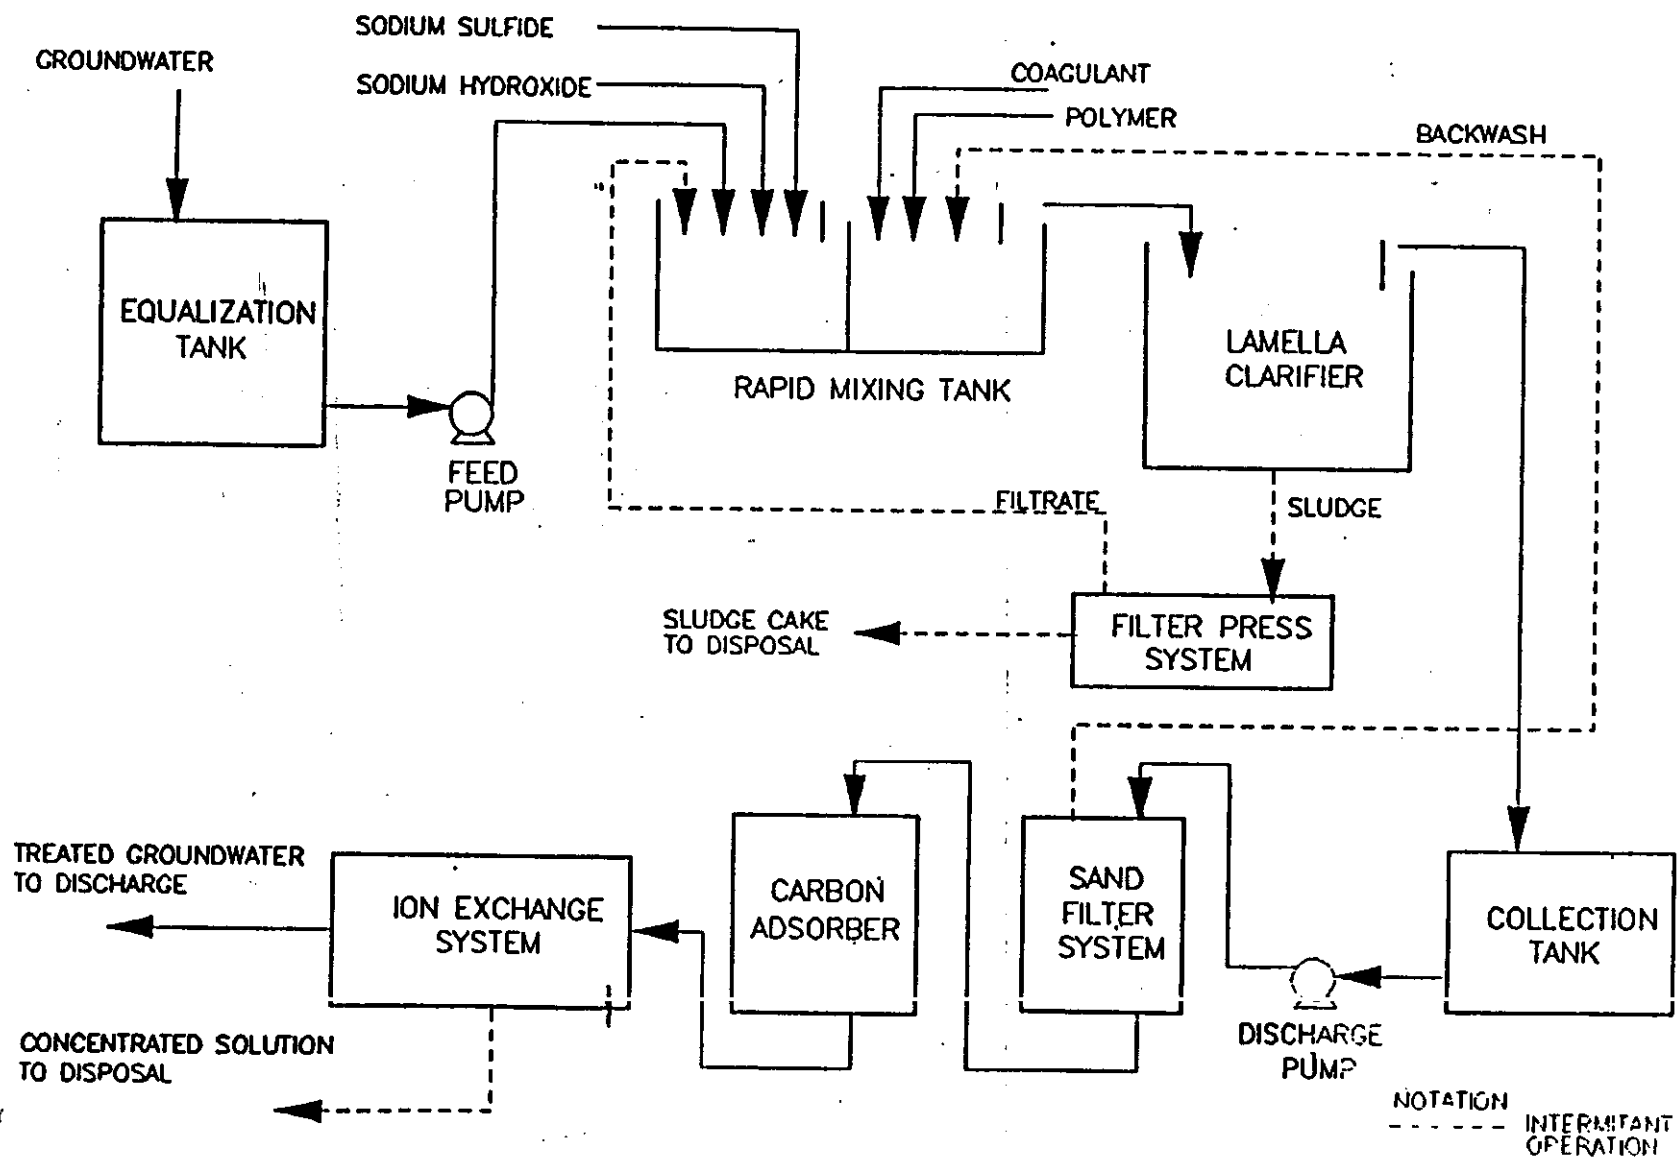 SODIUM SULFIDE
GROUNDWATER
SODIUM HYDROXIDE
COAGULANT
POLYMER
BACKWASH
EQUALIZATION
TANK
RAPID MIXING TANK
LAMELLA
CLARIFIER
FEED
PUMP
FILTRATE
SLUDGE
SLUDGE CAKE
TO DISPOSAL
FILTER PRESS
SYSTEM
TREATED GROUNDWATER
TO DISCHARGE
ION EXCHANGE
SYSTEM
CARBON
ADSORBER
SAND
FILTER
SYSTEM
COLLECTION
TANK
CONCENTRATED SOLUTION
TO DISPOSAL
DISCHARGE
PUMP
NOTATION
INTERMITANT
OPERATION